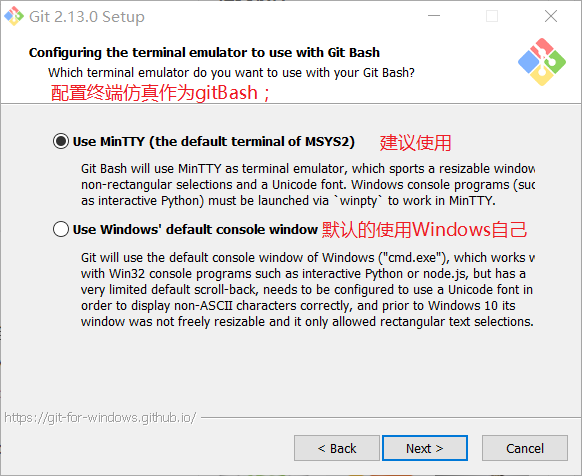 Git 2.13.0 Setup
Configuring the terminal emulator to use with Git Bash
Which terminal emulator do you want to use with your Git Bash?
配置终端仿真作为gitBash；
Use MinTTY (the default terminal of MSYS2) 建议使用
Git Bash will use MinTTY as terminal emulator, which sports a resizable window
non-rectangular selections and a Unicode font. Windows console programs (suc
as interactive Python) must be launched via `winpty` to work in MinTTY.
Use Windows' default console window 默认的使用Windows自己
Git will use the default console window of Windows ("cmd.exe"), which works w
with Win32 console programs such as interactive Python or node.js, but has a
very limited default scroll-back, needs to be configured to use a Unicode font in
order to display non-ASCII characters correctly, and prior to Windows 10 its
window was not freely resizable and it only allowed rectangular text selections.
https://git-for-windows.github.io/
< Back Next > Cancel